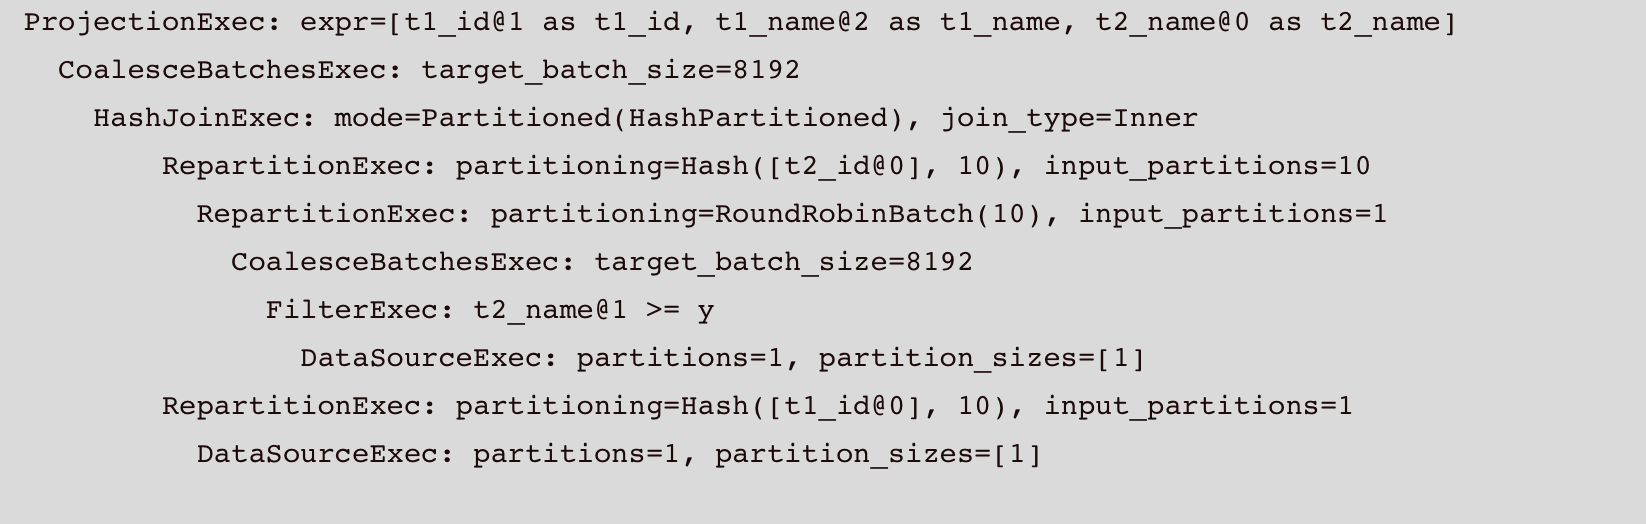 ProjectionExec: expr=[t1_id@1 as t1_id, t1_name@2 as t1_name, t2_name@0 as t2_name]
CoalesceBatchesExec: target_batch_size=8192
HashJoinExec: mode=Partitioned(HashPartitioned), join_type=Inner
RepartitionExec: partitioning=Hash([t2_id@0], 10), input_partitions=10
RepartitionExec: partitioning=RoundRobinBatch(10), input_partitions=1
CoalesceBatchesExec: target_batch_size=8192
FilterExec: t2_name@1 >= y
DataSourceExec: partitions=1, partition_sizes=[1]
RepartitionExec: partitioning=Hash([t1_id@0], 10), input_partitions=1
DataSourceExec: partitions=1, partition_sizes=[1]